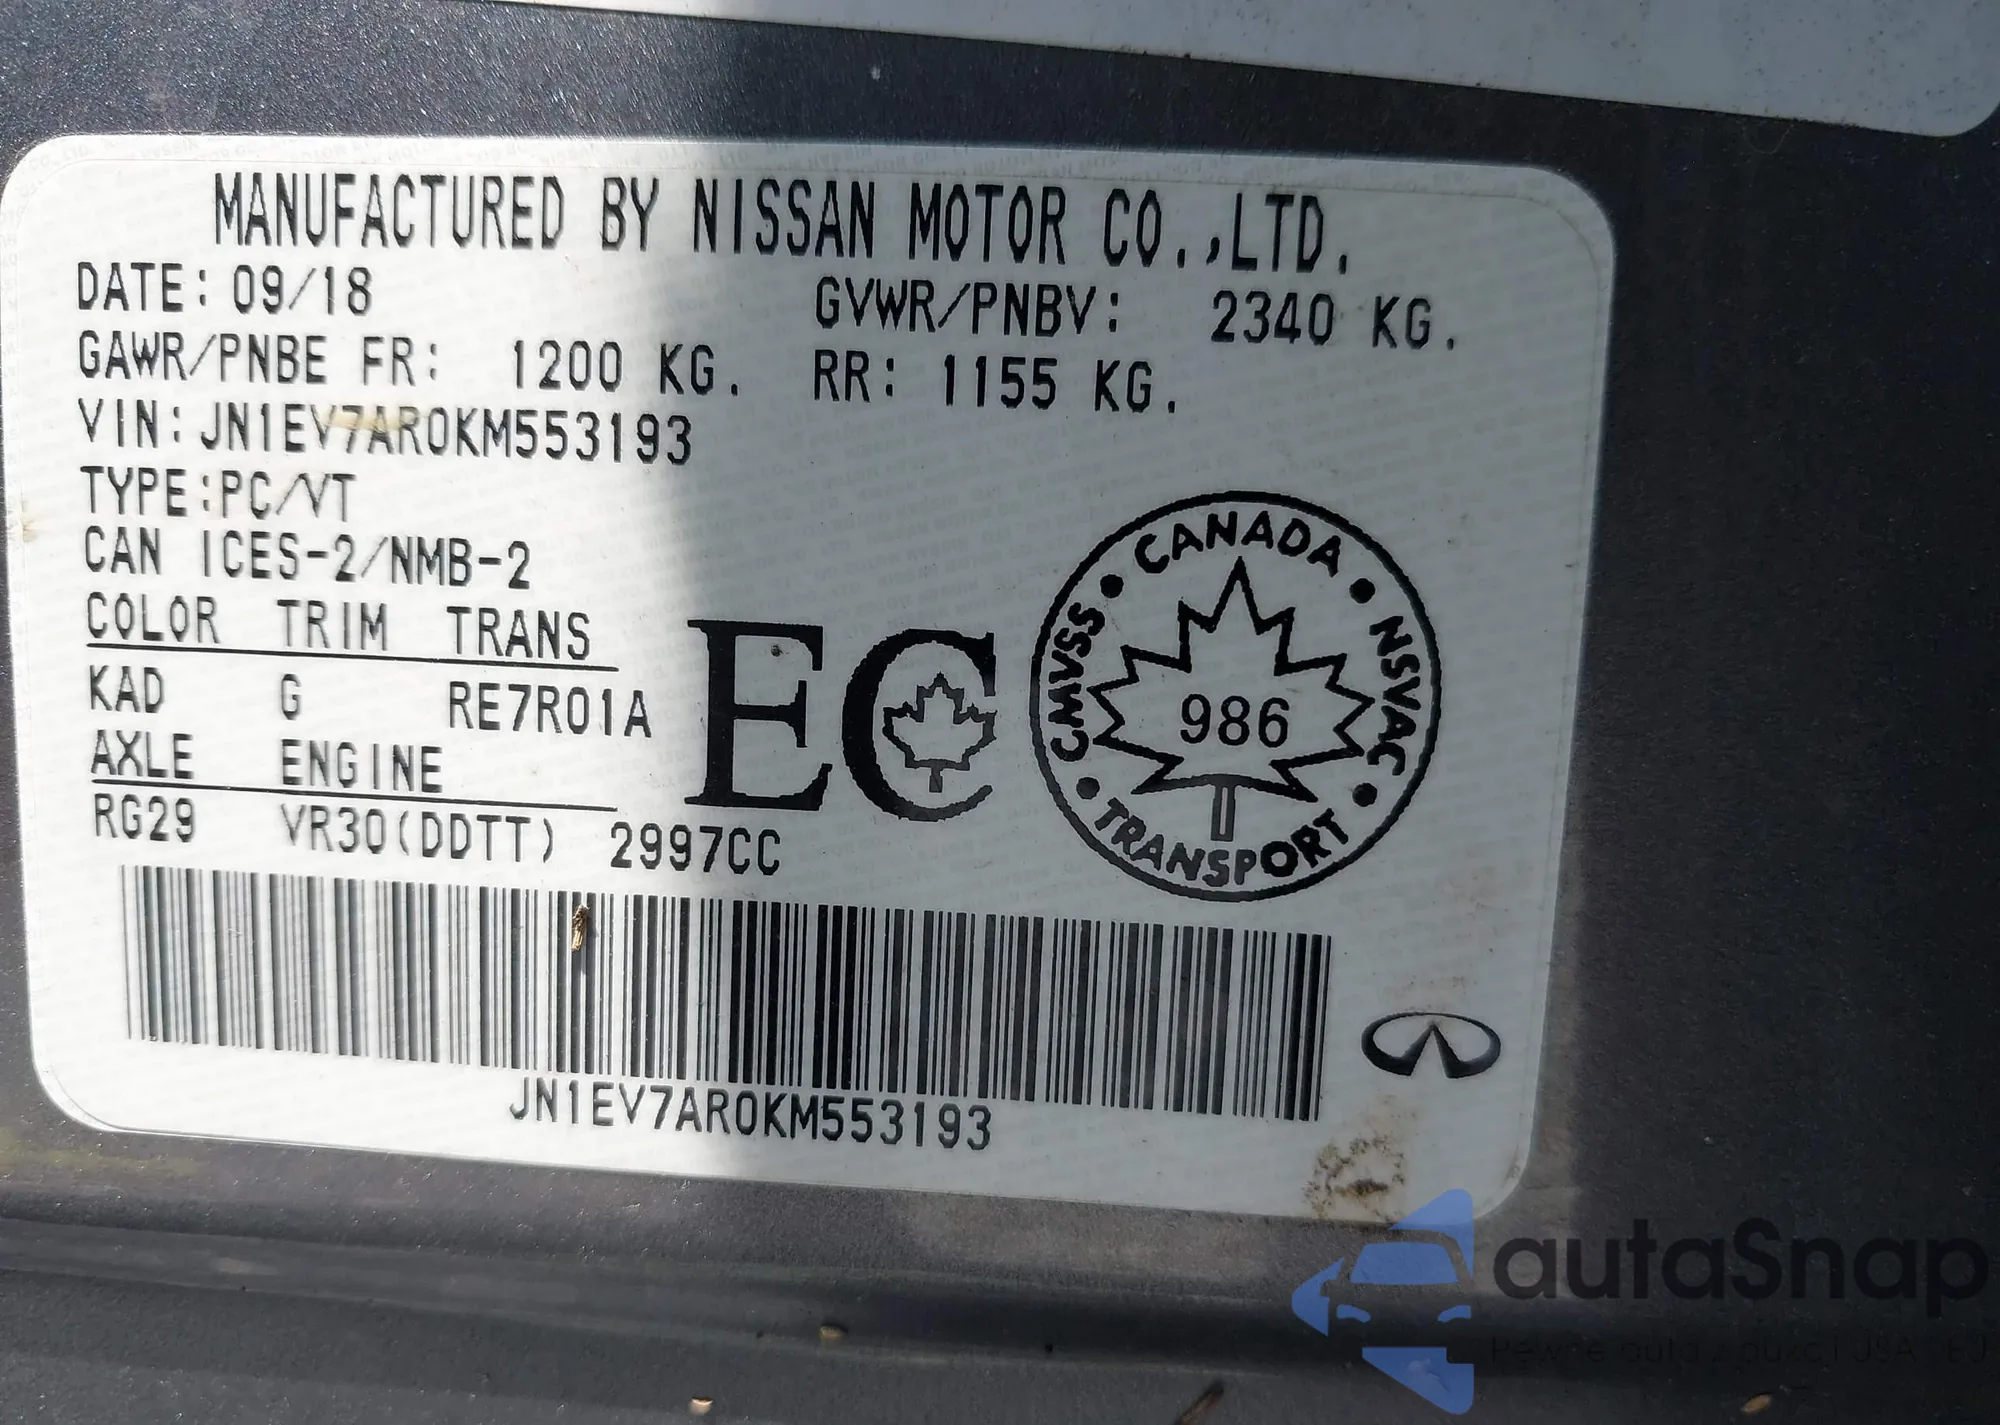 MANUFACTURED BY NISSAN MOTOR CO.,LTD.
DATE: 09/18 GVWR/PNBV: 2340 KG.
GAWR/PNBE FR: 1200 KG. RR: 1155 KG.
VIN: JN1EV7AR0KM553193
TYPE:PC/VT
CAN ICES-2/NMB-2
COLOR TRIM TRANS
KAD G RE7R01A
AXLE ENGINE
RG29 VR30(DDTT) 2997CC
EC
CANADA • NSVAC • TRANSPORT • CMVSS •
986
JN1EV7AR0KM553193
autaSnap